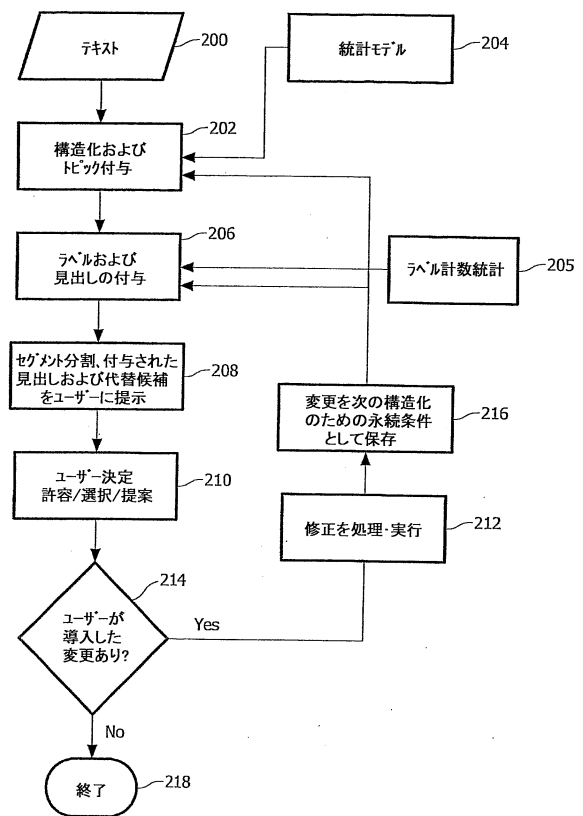 テキスト
200
統計モデル
204
202
構造化および
トピック付与
206
ラベルおよび
見出しの付与
ラベル計数統計
205
セグメント分割、付与された
見出しおよび代替候補
をユーザーに提示
208
変更を次の構造化
のための永続条件
として保存
216
ユーザー決定
許容/選択/提案
210
修正を処理・実行
212
214
ユーザーが
導入した
変更あり?
Yes
No
終了
218